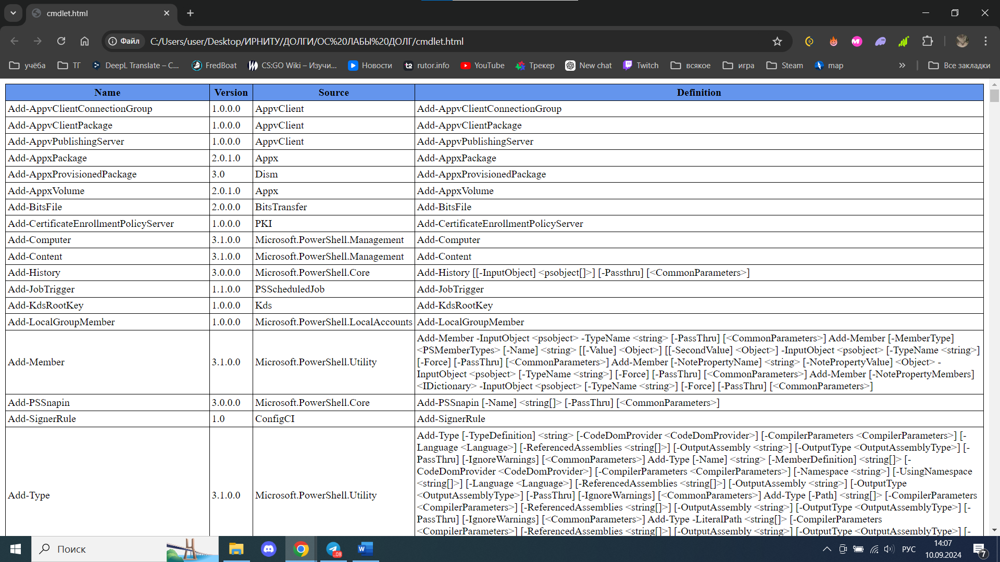 cmdlet.html
Файл C:/Users/user/Desktop/ИРНИТУ/ДОЛГИ/ОС%20ЛАБЫ%20ДОЛГ/cmdlet.html
учёба ТГ DeepL Translate – С... FredBoat CS:GO Wiki – Изучи... Новости rutor.info YouTube Трекер New chat Twitch всякое игра Steam map » Все закладки
Name Version Source Definition
Add-AppvClientConnectionGroup 1.0.0.0 AppvClient Add-AppvClientConnectionGroup
Add-AppvClientPackage 1.0.0.0 AppvClient Add-AppvClientPackage
Add-AppvPublishingServer 1.0.0.0 AppvClient Add-AppvPublishingServer
Add-AppxPackage 2.0.1.0 Appx Add-AppxPackage
Add-AppxProvisionedPackage 3.0 Dism Add-AppxProvisionedPackage
Add-AppxVolume 2.0.1.0 Appx Add-AppxVolume
Add-BitsFile 2.0.0.0 BitsTransfer Add-BitsFile
Add-CertificateEnrollmentPolicyServer 1.0.0.0 PKI Add-CertificateEnrollmentPolicyServer
Add-Computer 3.1.0.0 Microsoft.PowerShell.Management Add-Computer
Add-Content 3.1.0.0 Microsoft.PowerShell.Management Add-Content
Add-History 3.0.0.0 Microsoft.PowerShell.Core Add-History [[-InputObject] <psobject[]>] [-Passthru] [<CommonParameters>]
Add-JobTrigger 1.1.0.0 PSScheduledJob Add-JobTrigger
Add-KdsRootKey 1.0.0.0 Kds Add-KdsRootKey
Add-LocalGroupMember 1.0.0.0 Microsoft.PowerShell.LocalAccounts Add-LocalGroupMember
Add-Member 3.1.0.0 Microsoft.PowerShell.Utility Add-Member -InputObject <psobject> -TypeName <string> [-PassThru] [<CommonParameters>] Add-Member [-MemberType]
<PSMemberTypes> [-Name] <string> [[-Value] <Object>] [[-SecondValue] <Object>] -InputObject <psobject> [-TypeName <string>]
[-Force] [-PassThru] [<CommonParameters>] Add-Member [-NotePropertyName] <string> [-NotePropertyValue] <Object> -
InputObject <psobject> [-TypeName <string>] [-Force] [-PassThru] [<CommonParameters>] Add-Member [-NotePropertyMembers]
<IDictionary> -InputObject <psobject> [-TypeName <string>] [-Force] [-PassThru] [<CommonParameters>]
Add-PSSnapin 3.0.0.0 Microsoft.PowerShell.Core Add-PSSnapin [-Name] <string[]> [-PassThru] [<CommonParameters>]
Add-SignerRule 1.0 ConfigCI Add-SignerRule
Add-Type 3.1.0.0 Microsoft.PowerShell.Utility Add-Type [-TypeDefinition] <string> [-CodeDomProvider <CodeDomProvider>] [-CompilerParameters <CompilerParameters>] [-
Language <Language>] [-ReferencedAssemblies <string[]>] [-OutputAssembly <string>] [-OutputType <OutputAssemblyType>] [-
PassThru] [-IgnoreWarnings] [<CommonParameters>] Add-Type [-Name] <string> [-MemberDefinition] <string[]> [-
CodeDomProvider <CodeDomProvider>] [-CompilerParameters <CompilerParameters>] [-Namespace <string>] [-UsingNamespace
<string[]>] [-Language <Language>] [-ReferencedAssemblies <string[]>] [-OutputAssembly <string>] [-OutputType
<OutputAssemblyType>] [-PassThru] [-IgnoreWarnings] [<CommonParameters>] Add-Type [-Path] <string[]> [-CompilerParameters
<CompilerParameters>] [-ReferencedAssemblies <string[]>] [-OutputAssembly <string>] [-OutputType <OutputAssemblyType>] [-
PassThru] [-IgnoreWarnings] [<CommonParameters>] Add-Type -LiteralPath <string[]> [-CompilerParameters
<CompilerParameters>] [-ReferencedAssemblies <string[]>] [-OutputAssembly <string>] [-OutputType <OutputAssemblyType>] [-
Поиск
РУС
14:07
10.09.2024
7